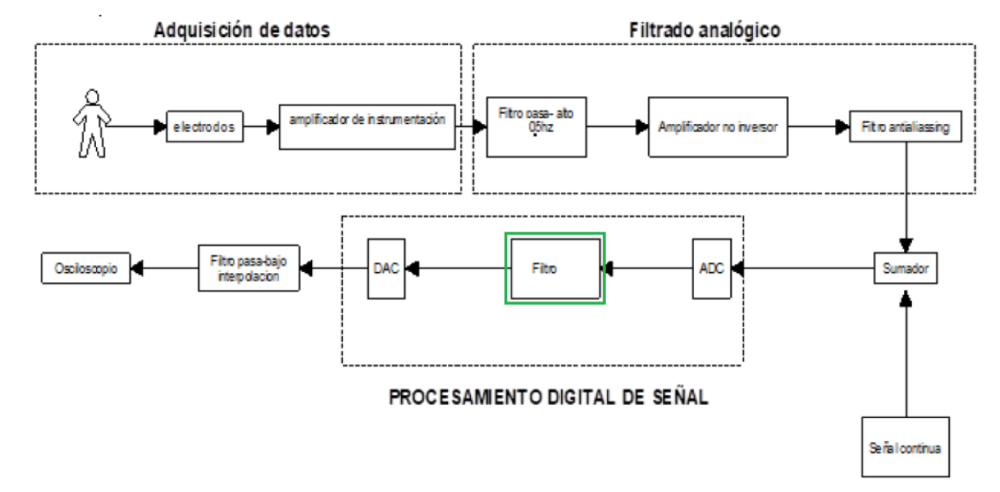 Adquisición de datos
Filtrado analógico
electrodos
amplificador de instrumentación
Filtro pasa- alto
05hz
Amplificador no inversor
Filtro antialiassing
Osciloscopio
Filtro pasa-bajo
interpolacion
DAC
Filtro
ADC
Sumador
PROCESAMIENTO DIGITAL DE SEÑAL
Señal continua